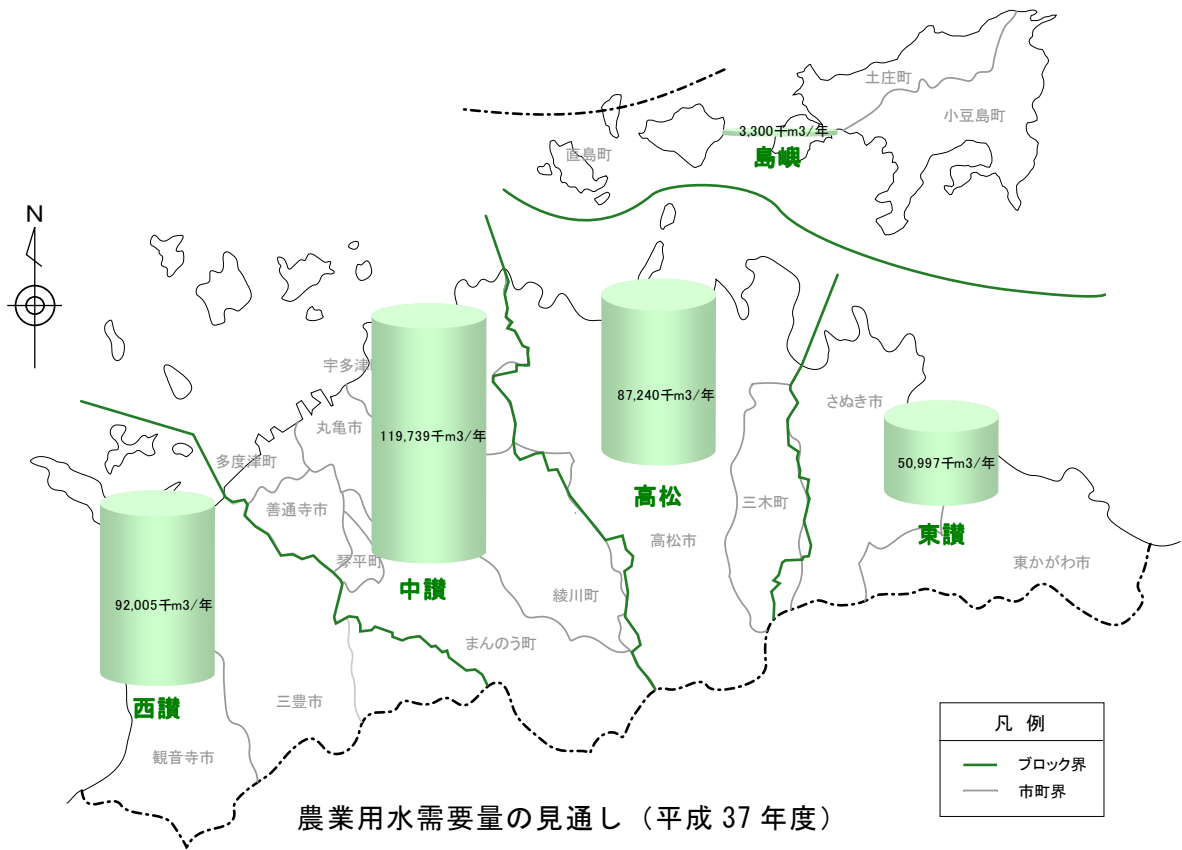 土庄町
小豆島町
3,300千m3/年
直島町
島嶼
N
宇多津
丸亀市
119,739千m3/年
87,240千m3/年
さぬき市
50,997千m3/年
多度津町
善通寺市
高松
三木町
高松市
東讃
琴平町
中讃
綾川町
東かがわ市
92,005千m3/年
まんのう町
西讃
三豊市
観音寺市
凡 例
ブロック界
市町界
農業用水需要量の見通し（平成 37 年度）